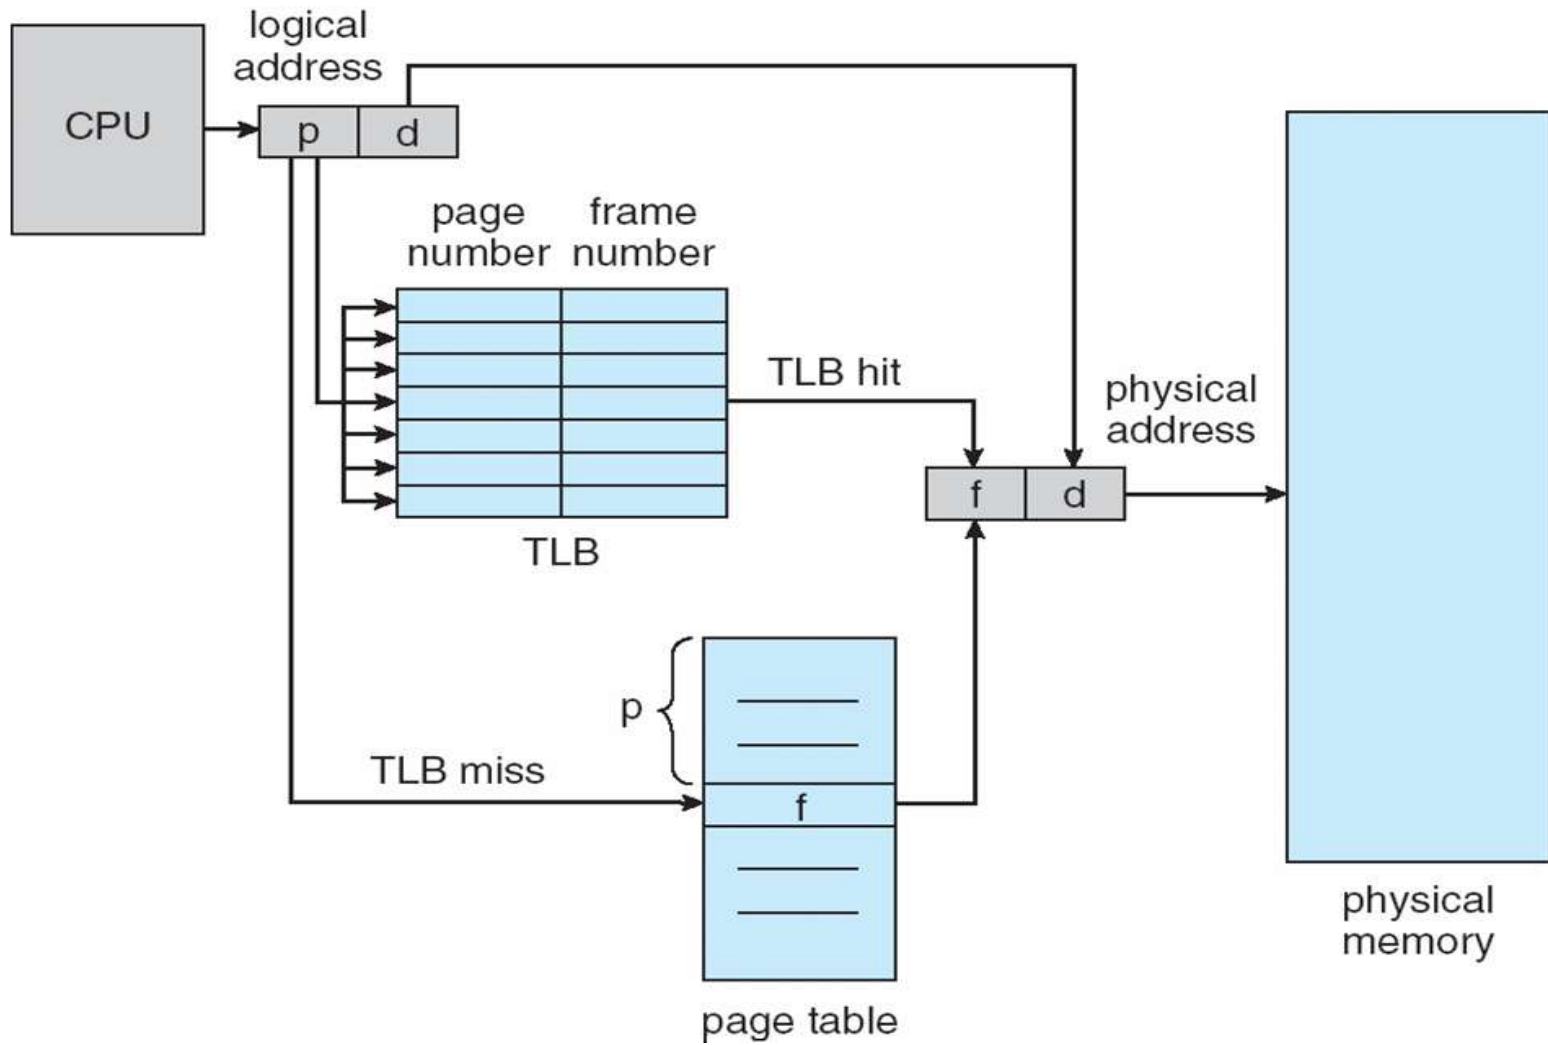 logical
address
CPU
p
d
page
number
frame
number
TLB hit
physical
address
f
d
TLB
p
TLB miss
f
physical
memory
page table